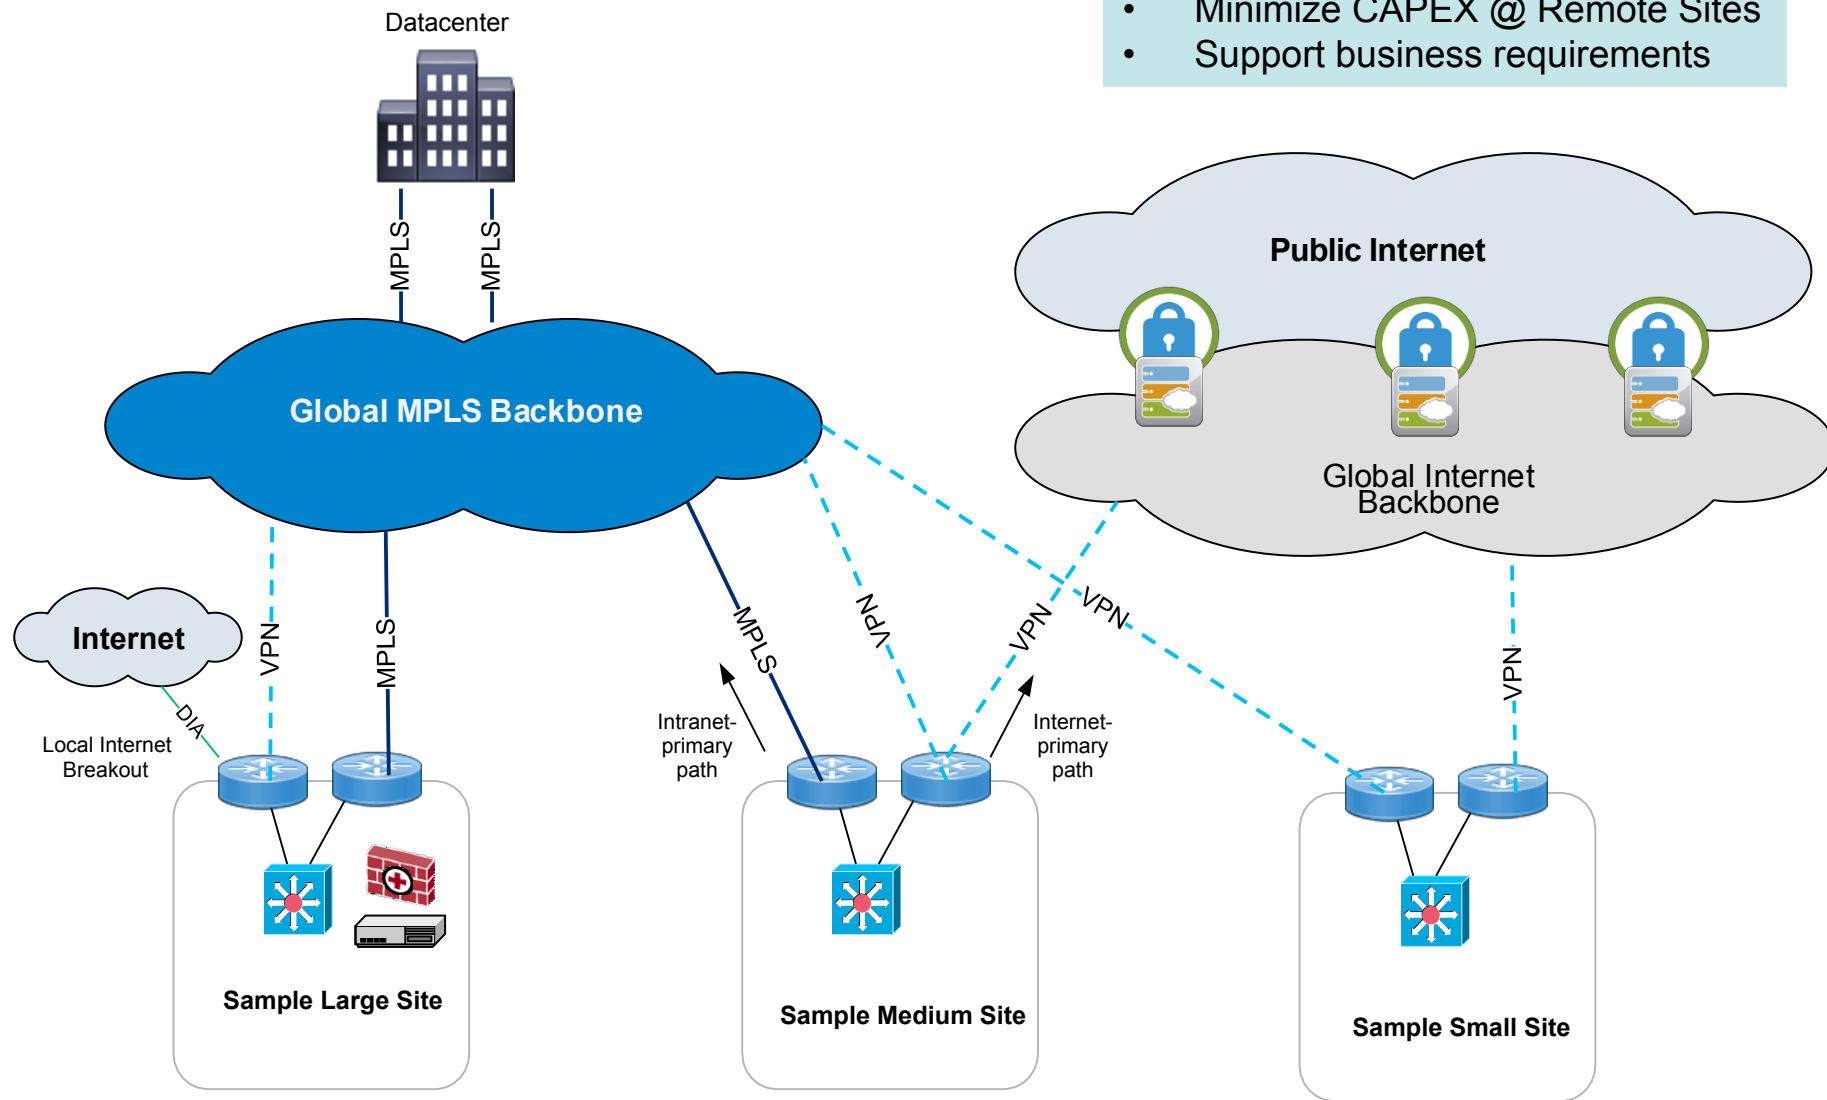 Datacenter
• Minimize CAPEX @ Remote Sites
• Support business requirements
MPLS
MPLS
Public Internet
Global MPLS Backbone
Global Internet
Backbone
Internet
VPN
MPLS
MPLS
VPN
VPN
VPN
VPN
DIA
Local Internet
Breakout
Intranet-
primary
path
Internet-
primary
path
Sample Large Site
Sample Medium Site
Sample Small Site